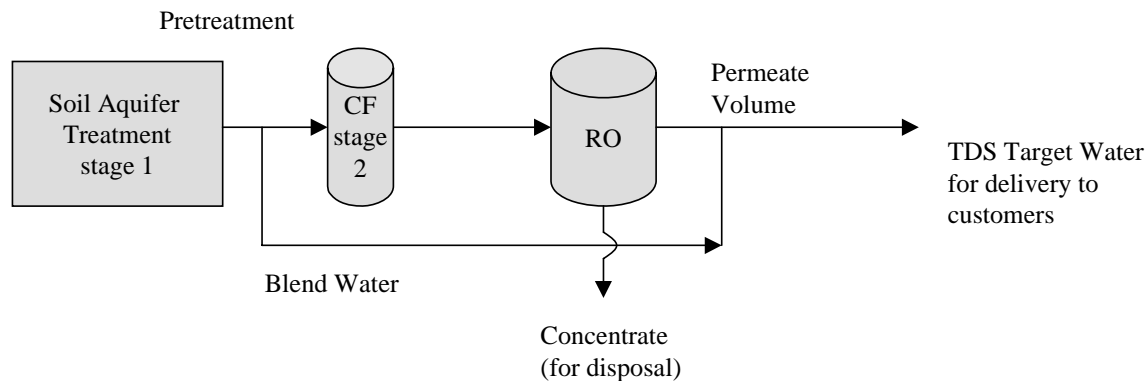 Pretreatment
Soil Aquifer
Treatment
stage 1
CF
stage
2
RO
Permeate
Volume
TDS Target Water
for delivery to
customers
Blend Water
Concentrate
(for disposal)